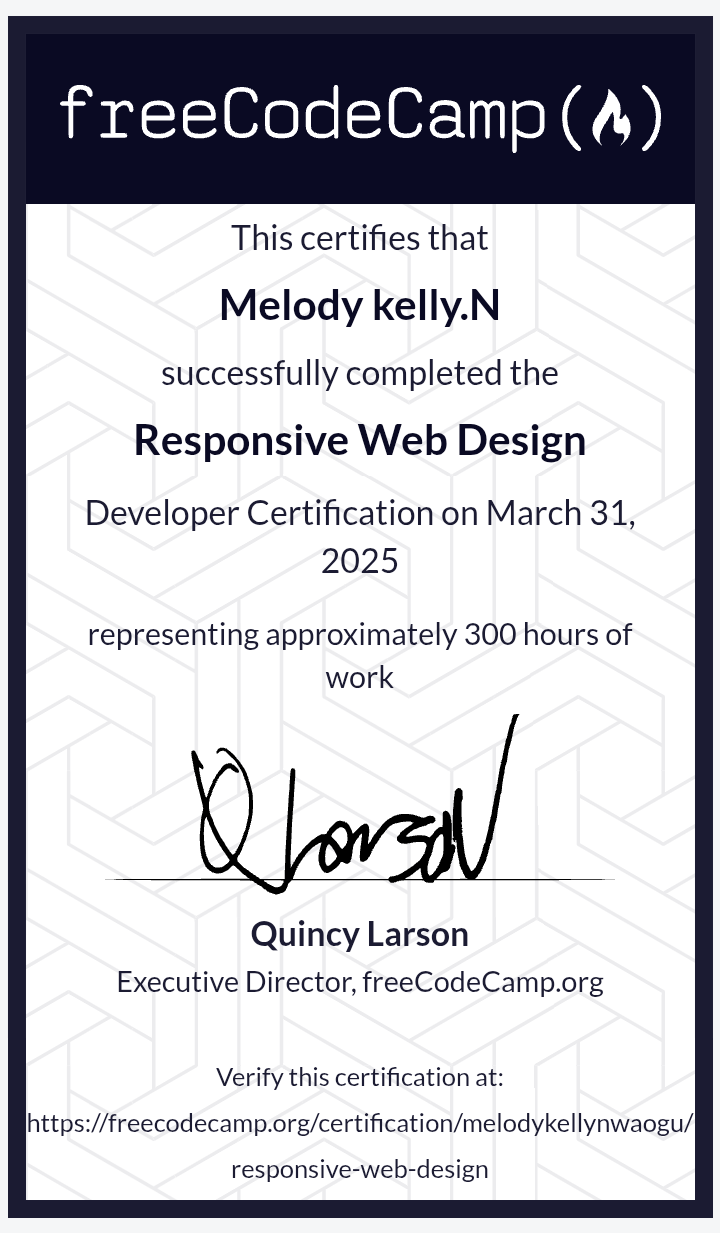 freeCodeCamp
This certifies that
Melody kelly.N
successfully completed the
Responsive Web Design
Developer Certification on March 31,
2025
representing approximately 300 hours of
work
Q Larson
Quincy Larson
Executive Director, freeCodeCamp.org
Verify this certification at:
https://freecodecamp.org/certification/melodykellynwaogu/
responsive-web-design